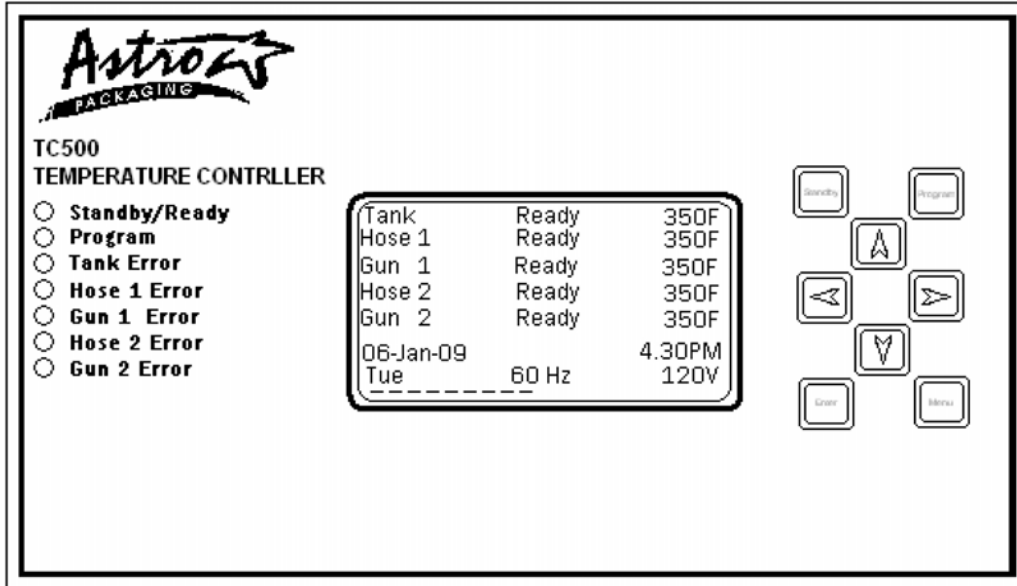 Astro
PACKAGING
TC500
TEMPERATURE CONTRLLER
Standby/Ready
Program
Tank Error
Hose 1 Error
Gun 1 Error
Hose 2 Error
Gun 2 Error
Tank Ready 350F
Hose 1 Ready 350F
Gun 1 Ready 350F
Hose 2 Ready 350F
Gun 2 Ready 350F
06-Jan-09 4.30PM
Tue 60 Hz 120V
Standby
Program
Enter
Menu